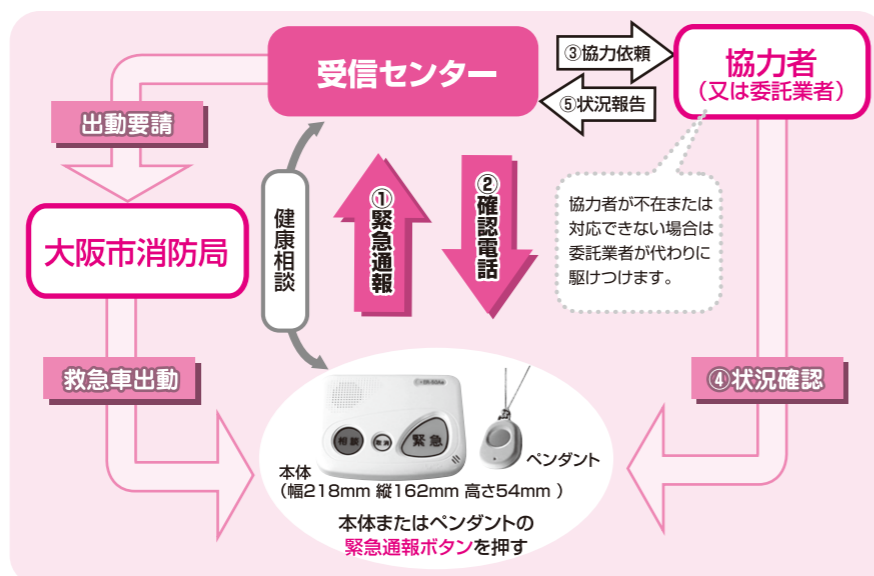 受信センター
③協力依頼
⑤状況報告
協力者
（又は委託業者）
出動要請
大阪市消防局
健康相談
①緊急通報
②確認電話
協力者が不在または
対応できない場合は
委託業者が代わりに
駆けつけます。
救急車出動
④状況確認
相談
取消
緊急
ペンダント
本体
（幅218mm 縦162mm 高さ54mm ）
本体またはペンダントの
緊急通報ボタンを押す